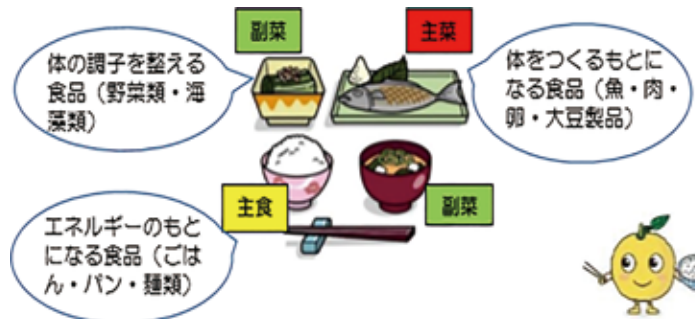 副菜
主菜
体の調子を整える
食品（野菜類・海
藻類）
体をつくるもとに
なる食品（魚・肉・
卵・大豆製品）
主食
副菜
エネルギーのもと
になる食品（ごは
ん・パン・麺類）